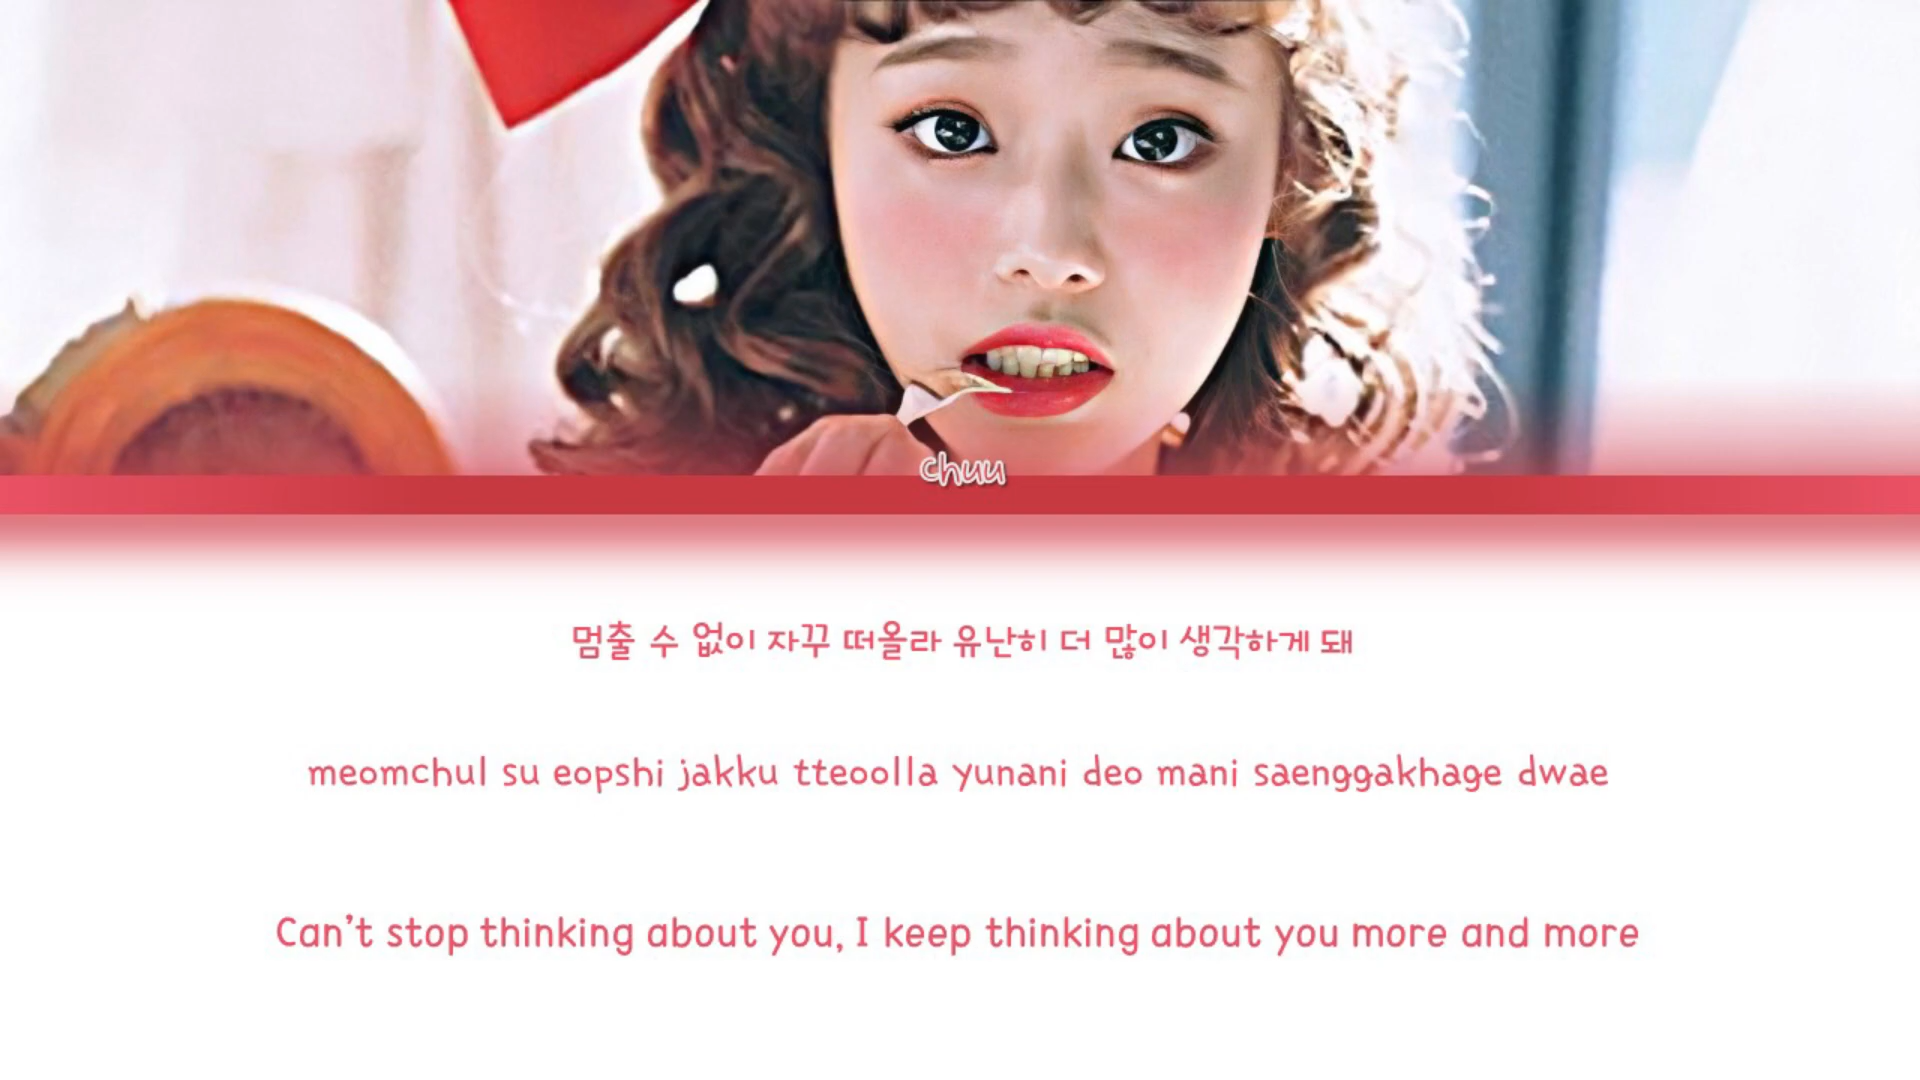 chuu
멈출 수 없이 자꾸 떠올라 유난히 더 많이 생각하게 돼
meomchul su eopshi jakku tteoolla yunani deo mani saenggakhage dwae
Can't stop thinking about you, I keep thinking about you more and more